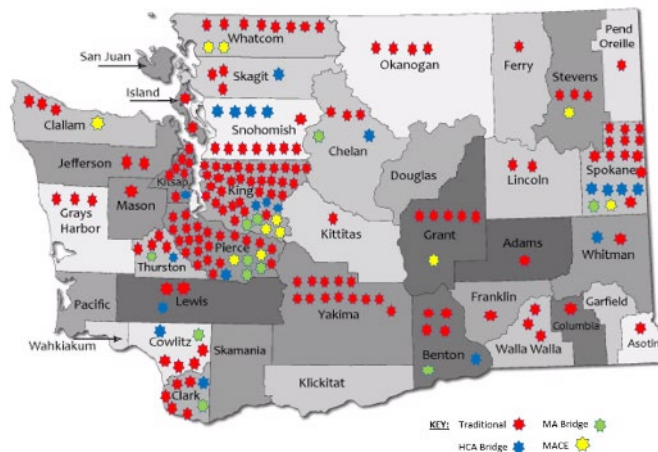 Whatcom
San Juan
Skagit
Island
Okanogan
Ferry
Pend
Oreille
Stevens
Clallam
Snohomish
Chelan
Jefferson
Kitsap
King
Douglas
Lincoln
Spokane
Mason
Grays
Harbor
Kittitas
Grant
Adams
Whitman
Pierce
Thurston
Pacific
Lewis
Yakima
Franklin
Garfield
Columbia
Walla Walla
Asotin
Wahkiakum
Cowlitz
Skamania
Benton
Klickitat
Clark
KEY: Traditional MA Bridge
HCA Bridge MACE